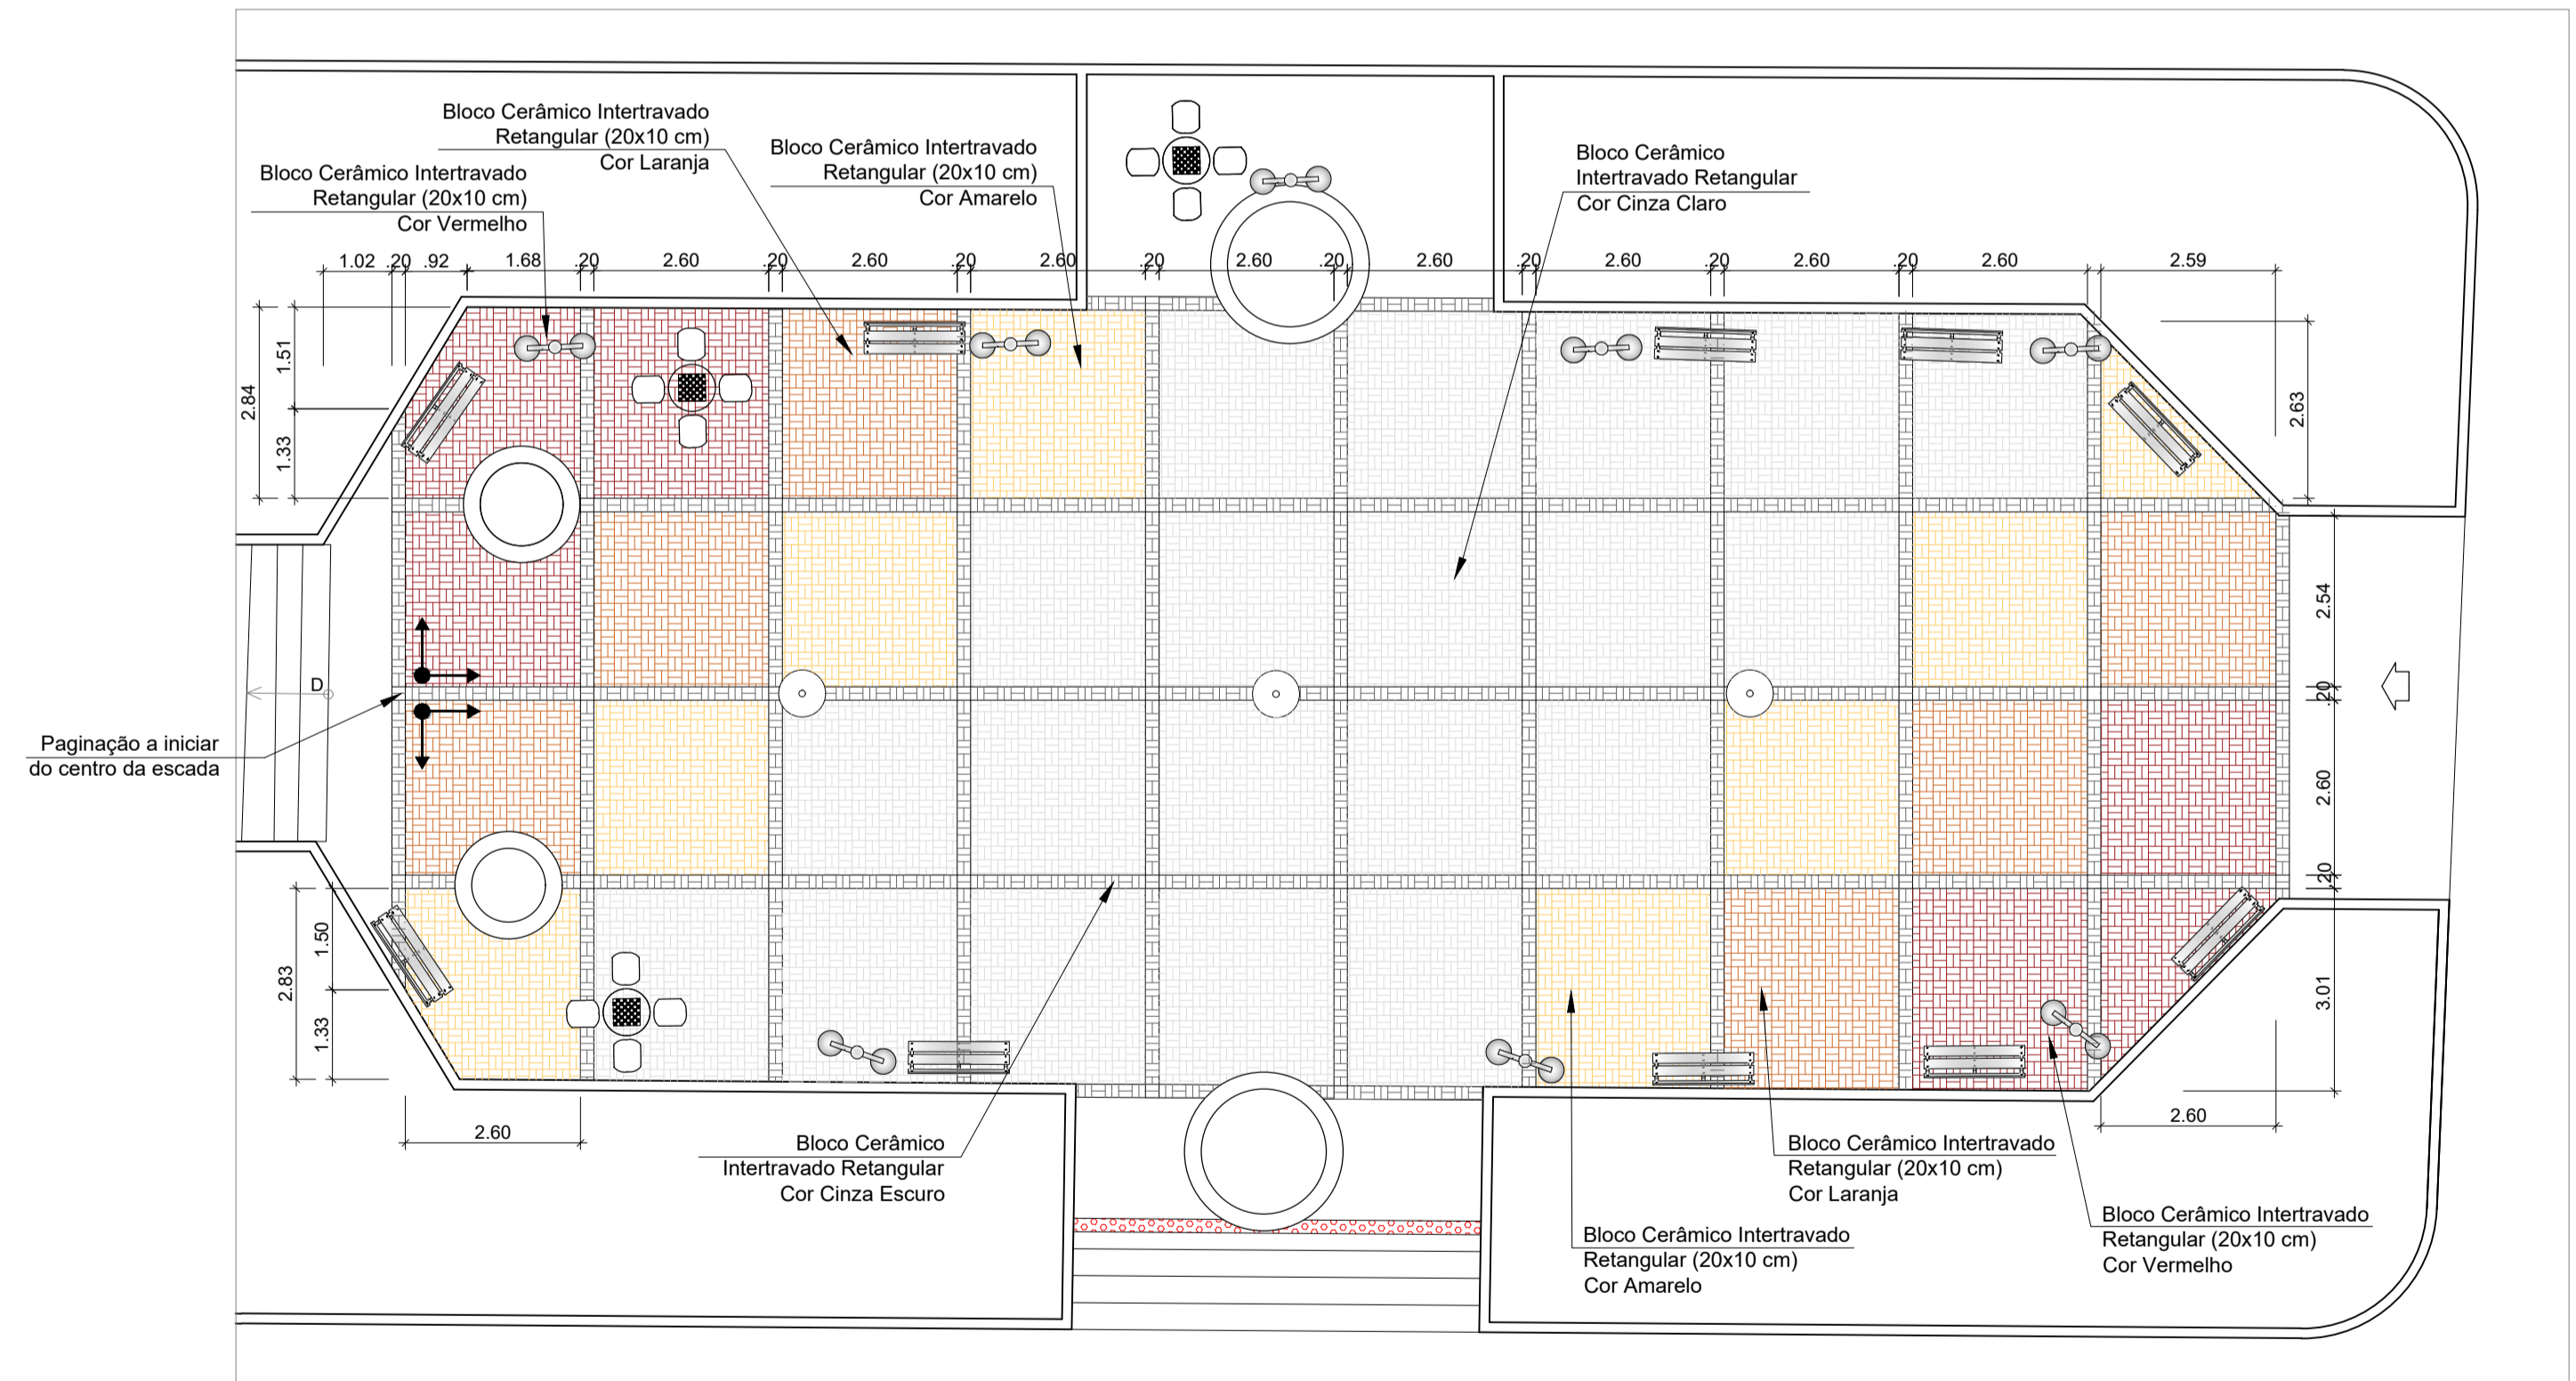 Bloco Cerâmico Intertravado
Retangular (20x10 cm)
Cor Laranja
Bloco Cerâmico Intertravado
Retangular (20x10 cm)
Cor Amarelo
Bloco Cerâmico
Intertravado Retangular
Cor Cinza Claro
Bloco Cerâmico Intertravado
Retangular (20x10 cm)
Cor Vermelho
1.02 .20 .92 1.68 .20 2.60 .20 2.60 .20 2.60 .20 2.60 .20 2.60 .20 2.60 .20 2.60 .20 2.60 2.59
2.84
1.51
1.33
2.63
2.54
.20
2.60
.20
3.01
D
Paginação a iniciar
do centro da escada
2.83
1.50
1.33
2.60
2.60
Bloco Cerâmico
Intertravado Retangular
Cor Cinza Escuro
Bloco Cerâmico Intertravado
Retangular (20x10 cm)
Cor Laranja
Bloco Cerâmico Intertravado
Retangular (20x10 cm)
Cor Amarelo
Bloco Cerâmico Intertravado
Retangular (20x10 cm)
Cor Vermelho